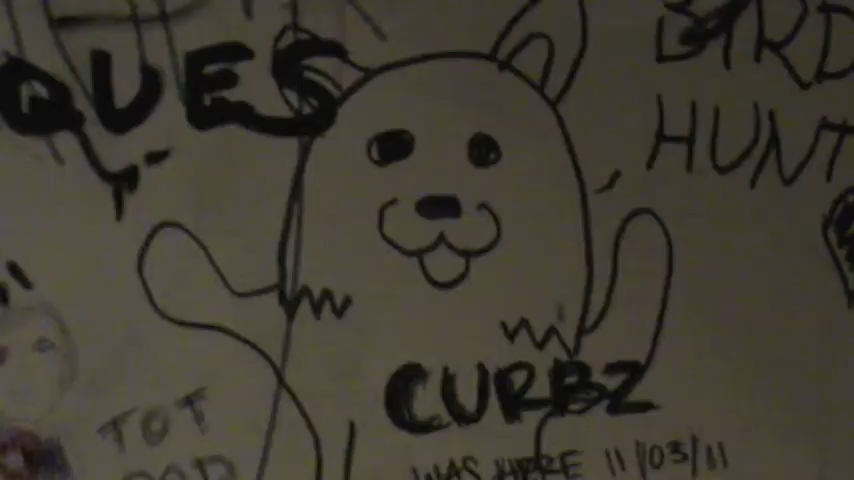 QUES
BIRD
HUNT
CURBZ
WAS HERE 11/03/11
TOT